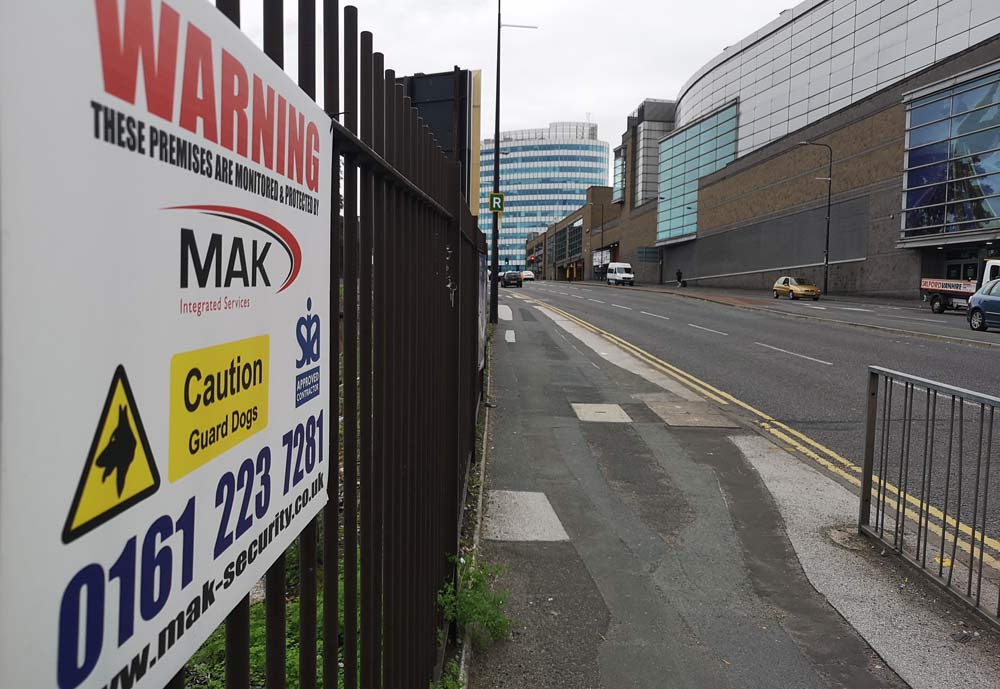 WARNING
THESE PREMISES ARE MONITORED & PROTECTED BY
MAK
Integrated Services
sia
APPROVED
CONTRACTOR
Caution
Guard Dogs
0161 223 7281
www.mak-security.co.uk
R